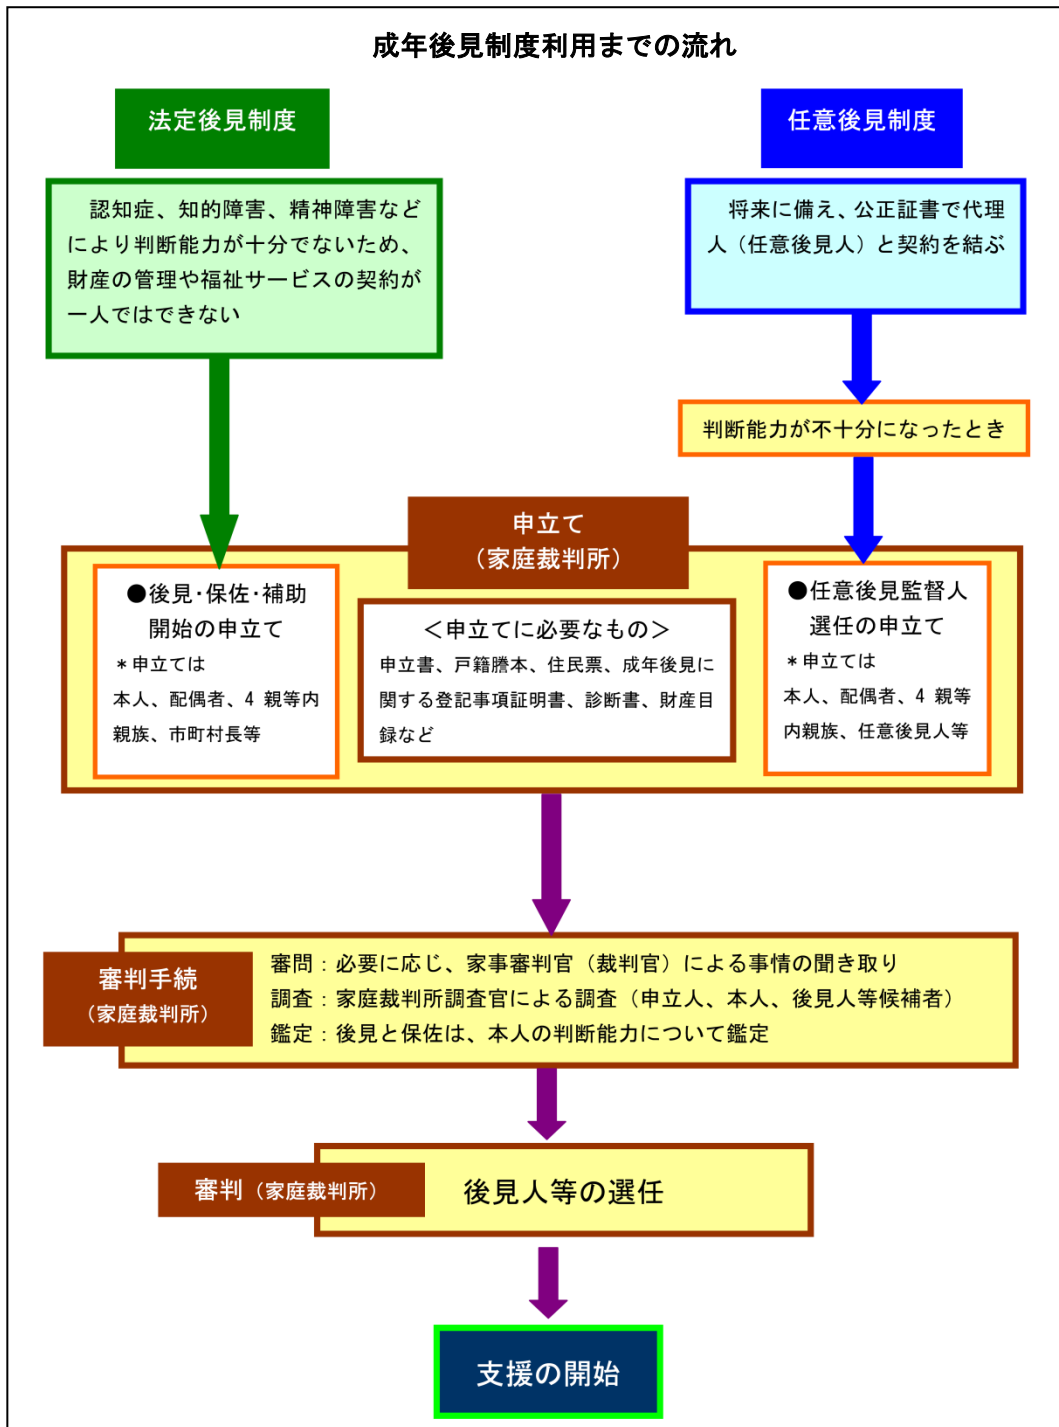 成年後見制度利用までの流れ
法定後見制度
認知症、知的障害、精神障害など
により判断能力が十分でないため、
財産の管理や福祉サービスの契約が
一人ではできない
任意後見制度
将来に備え、公正証書で代理
人（任意後見人）と契約を結ぶ
判断能力が不十分になったとき
申立て
（家庭裁判所）
●後見・保佐・補助
開始の申立て
＊申立ては
本人、配偶者、4 親等内
親族、市町村長等
＜申立てに必要なもの＞
申立書、戸籍謄本、住民票、成年後見に
関する登記事項証明書、診断書、財産目
録など
●任意後見監督人
選任の申立て
＊申立ては
本人、配偶者、4 親等
内親族、任意後見人等
審判手続
（家庭裁判所）
審問：必要に応じ、家事審判官（裁判官）による事情の聞き取り
調査：家庭裁判所調査官による調査（申立人、本人、後見人等候補者）
鑑定：後見と保佐は、本人の判断能力について鑑定
審判（家庭裁判所）
後見人等の選任
支援の開始